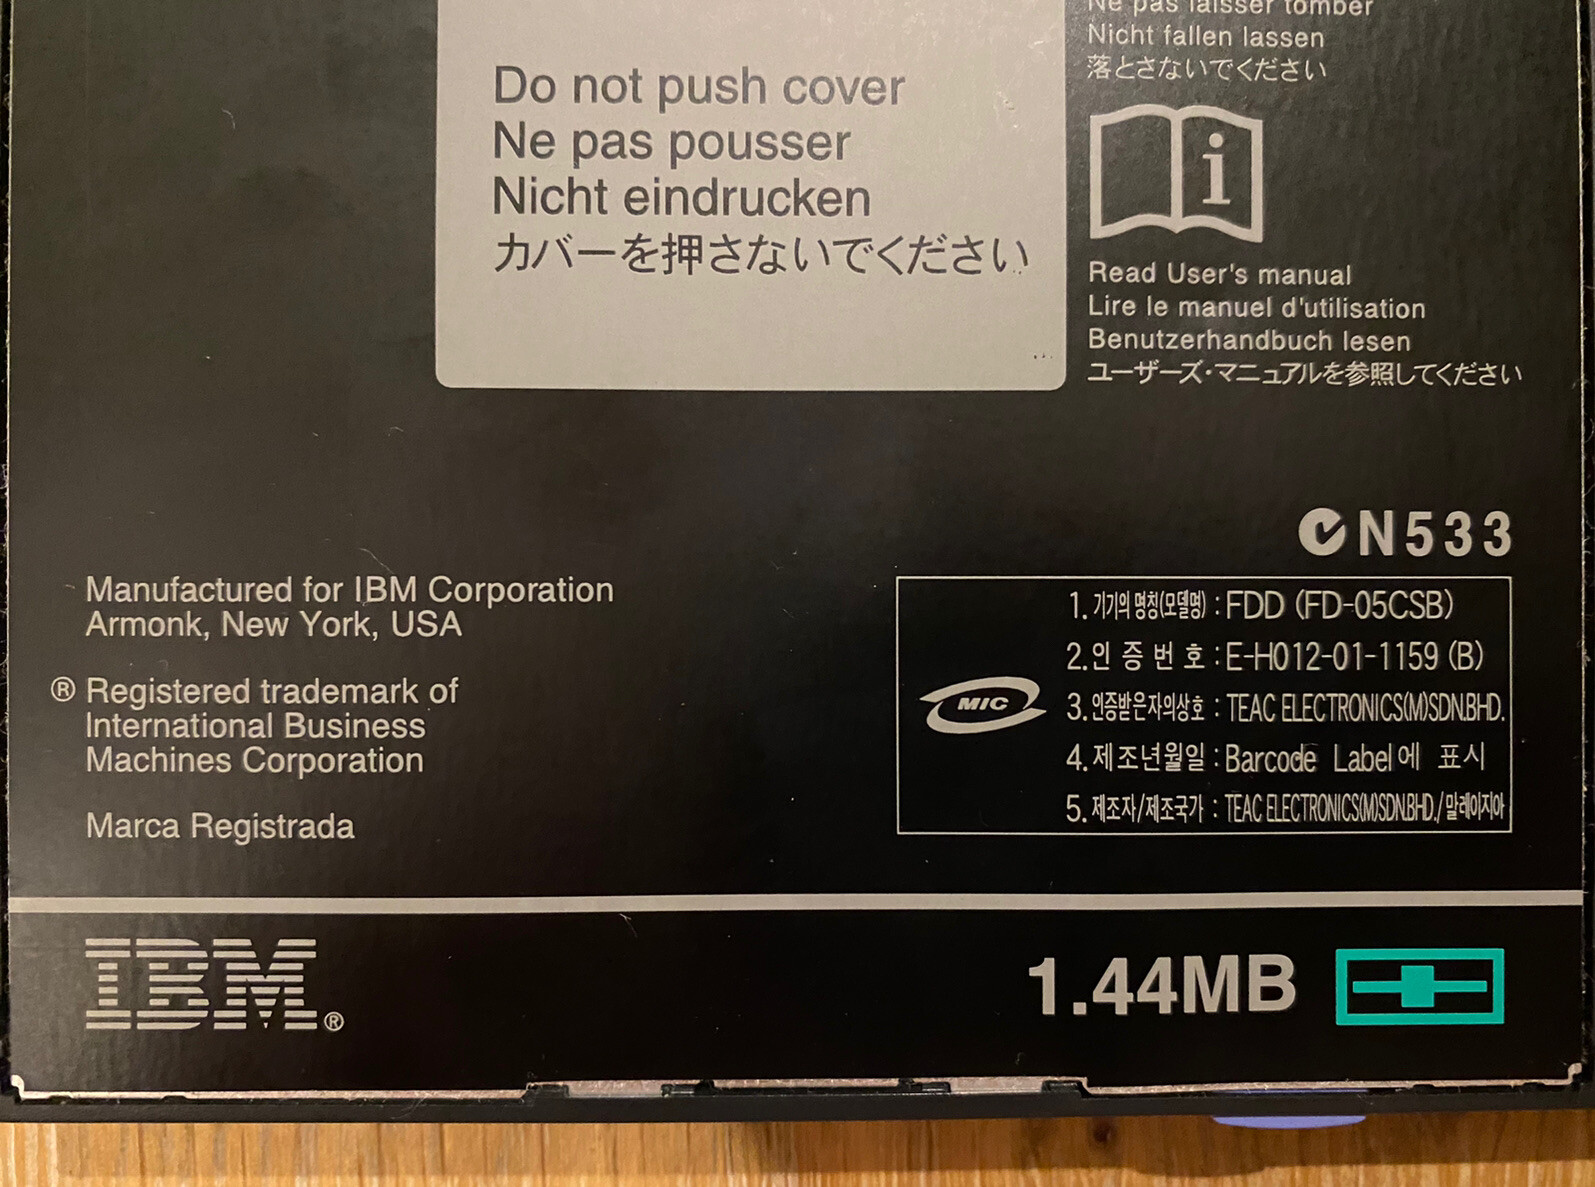 Do not push cover
Ne pas pousser
Nicht eindrucken
カバーを押さないでください
Ne pas laisser tomber
Nicht fallen lassen
落とさないでください
i
Read User's manual
Lire le manuel d'utilisation
Benutzerhandbuch lesen
ユーザーズ・マニュアルを参照してください
N533
Manufactured for IBM Corporation
Armonk, New York, USA
® Registered trademark of
International Business
Machines Corporation
Marca Registrada
MIC
1. 기기의 명칭(모델명) : FDD (FD-05CSB)
2. 인 증 번 호 : E-H012-01-1159 (B)
3. 인증받은자의상호 : TEAC ELECTRONICS(M)SDN.BHD.
4. 제조년월일 : Barcode Label에 표시
5. 제조자/제조국가 : TEAC ELECTRONICS(M)SDN.BHD./말레이지아
IBM®
1.44MB